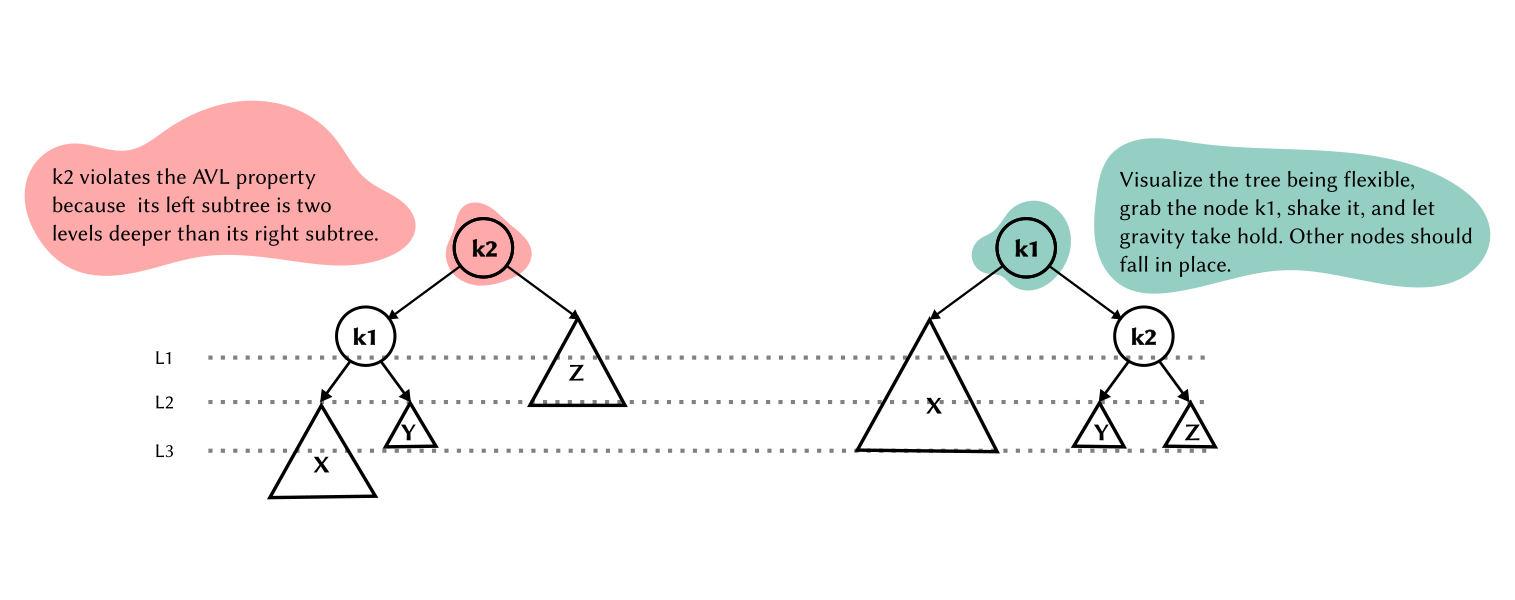 k2 violates the AVL property
because its left subtree is two
levels deeper than its right subtree.
k2
k1
Z
X
Y
L1
L2
L3
k1
Visualize the tree being flexible,
grab the node k1, shake it, and let
gravity take hold. Other nodes should
fall in place.
k2
X
Y
Z